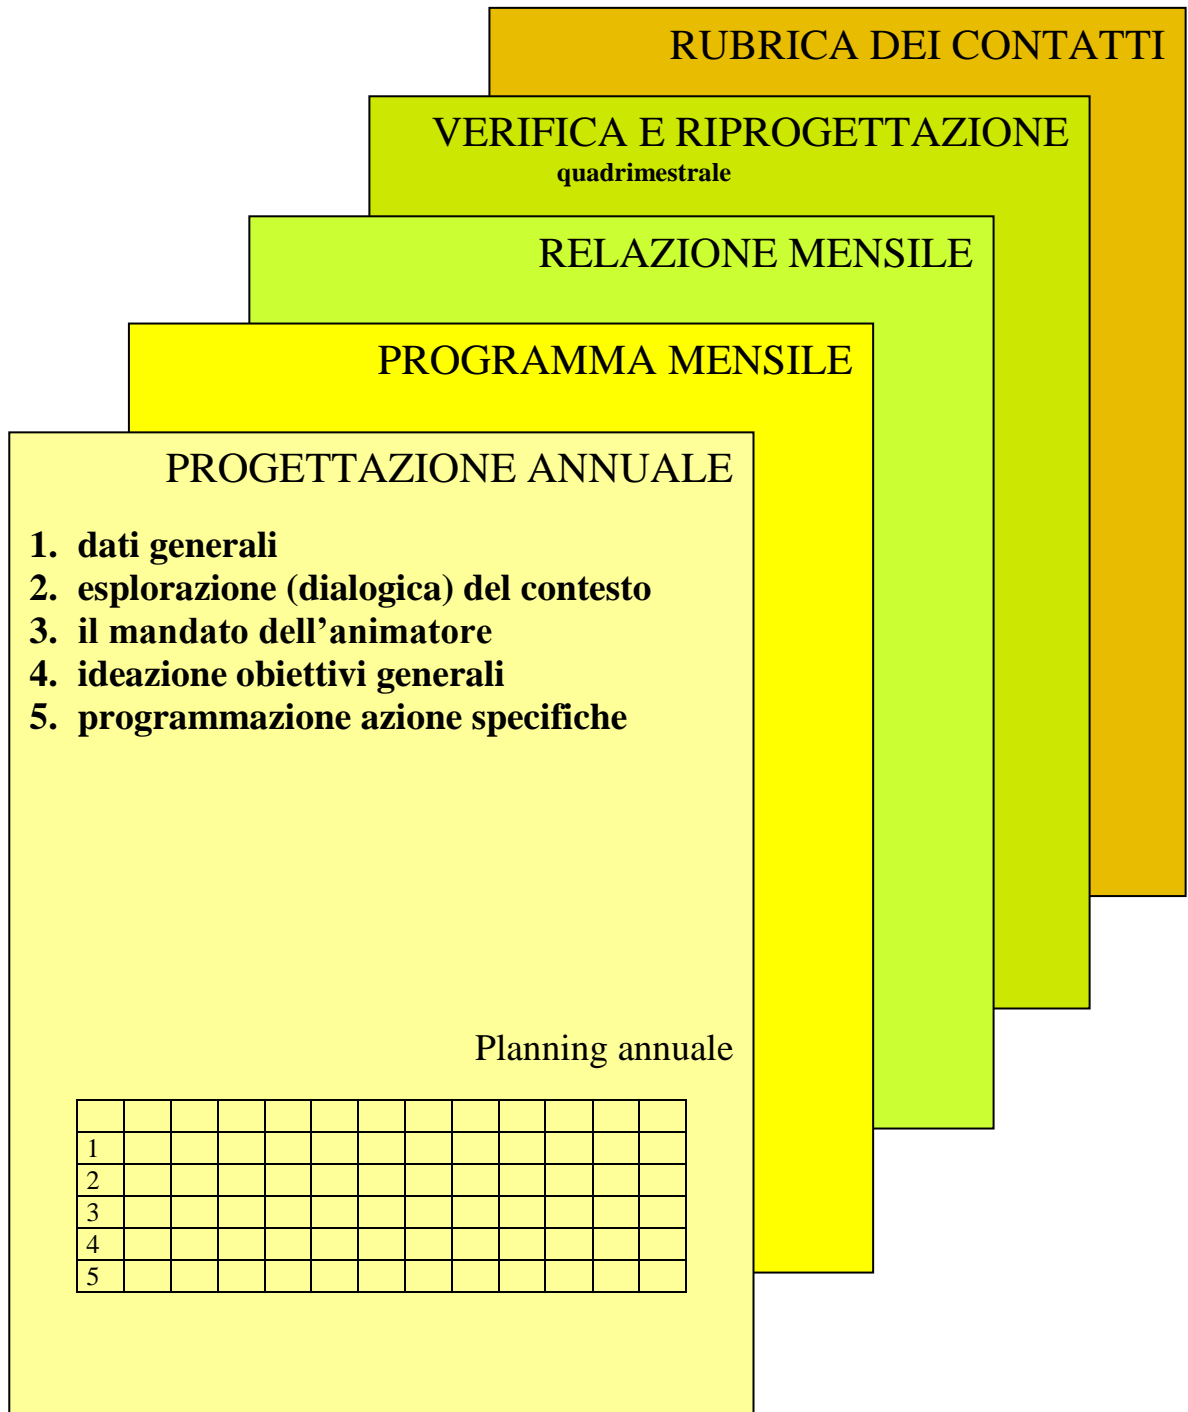 RUBRICA DEI CONTATTI
VERIFICA E RIPROGETTAZIONE
quadrimestrale
RELAZIONE MENSILE
PROGRAMMA MENSILE
PROGETTAZIONE ANNUALE
1. dati generali
2. esplorazione (dialogica) del contesto
3. il mandato dell’animatore
4. ideazione obiettivi generali
5. programmazione azione specifiche
Planning annuale
1
2
3
4
5